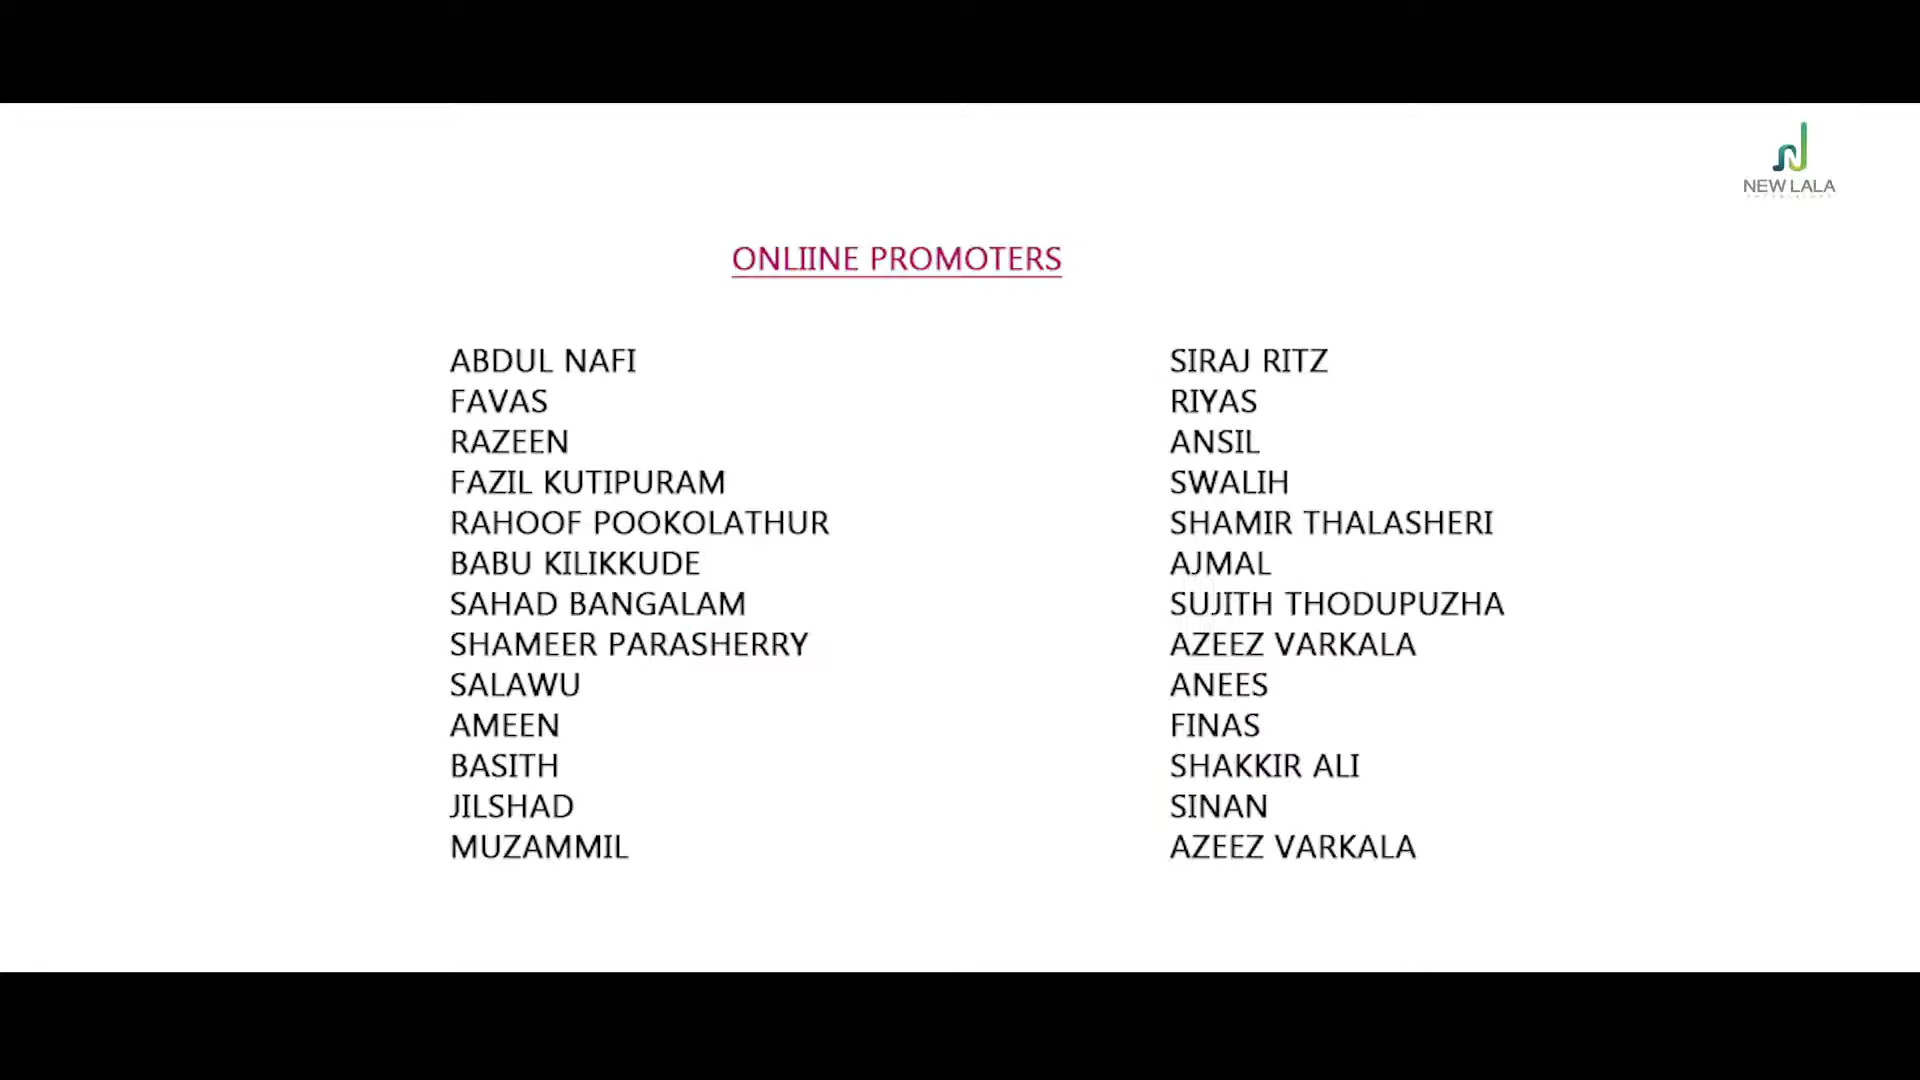 NEW LALA
ONLIINE PROMOTERS
ABDUL NAFI
FAVAS
RAZEEN
FAZIL KUTIPURAM
RAHOOF POOKOLATHUR
BABU KILIKKUDE
SAHAD BANGALAM
SHAMEER PARASHERRY
SALAWU
AMEEN
BASITH
JILSHAD
MUZAMMIL
SIRAJ RITZ
RIYAS
ANSIL
SWALIH
SHAMIR THALASHERI
AJMAL
SUJITH THODUPUZHA
AZEEZ VARKALA
ANEES
FINAS
SHAKKIR ALI
SINAN
AZEEZ VARKALA